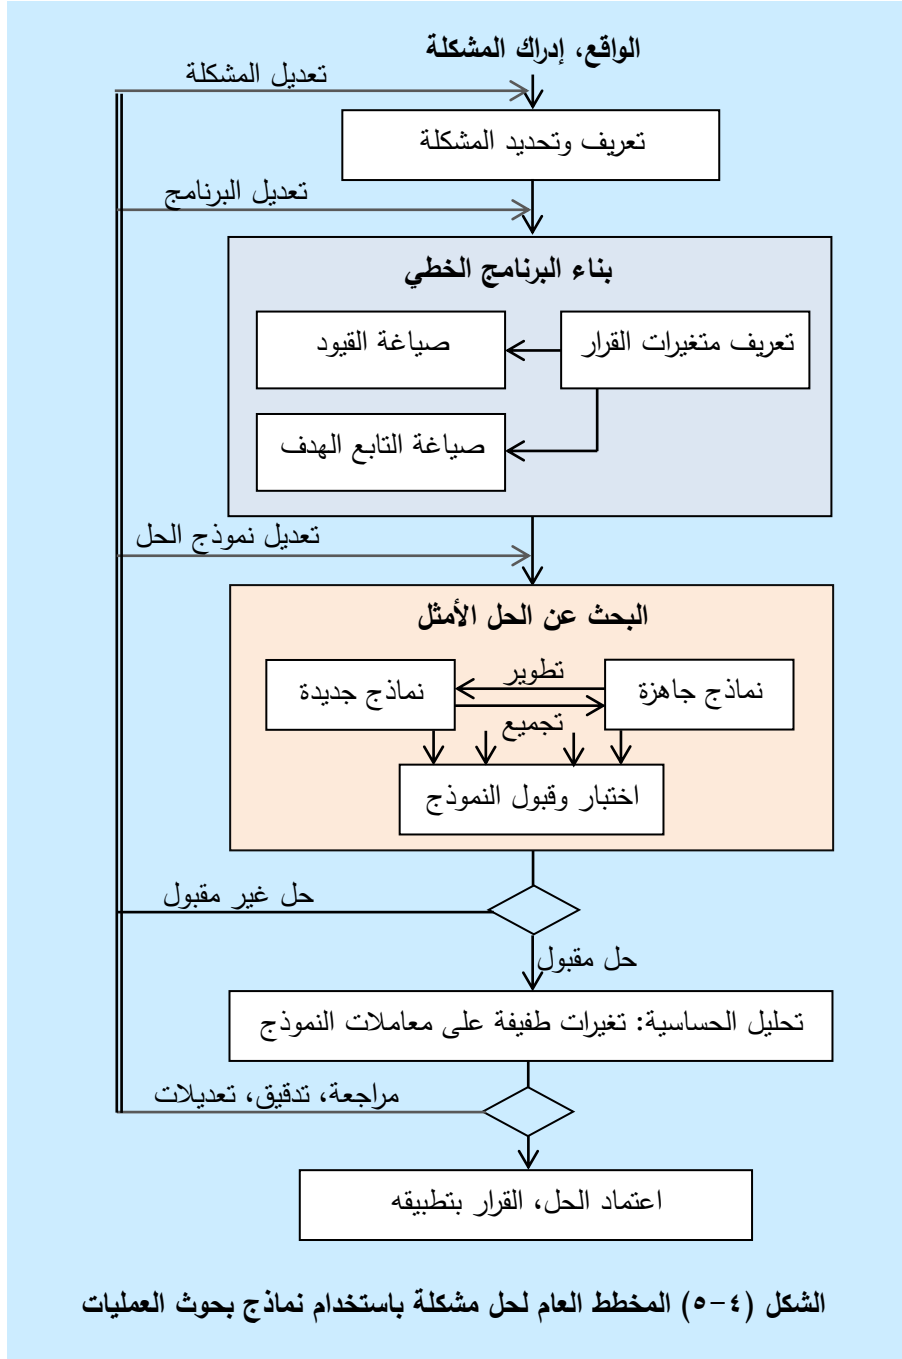 الواقع، إدراك المشكلة
تعديل المشكلة
تعريف وتحديد المشكلة
تعديل البرنامج
بناء البرنامج الخطي
تعريف متغيرات القرار
صياغة القيود
صياغة التابع الهدف
تعديل نموذج الحل
البحث عن الحل الأمثل
نماذج جاهزة
تطوير
نماذج جديدة
تجميع
اختبار وقبول النموذج
حل غير مقبول
حل مقبول
تحليل الحساسية: تغيرات طفيفة على معاملات النموذج
مراجعة، تدقيق، تعديلات
اعتماد الحل، القرار بتطبيقه
الشكل (٤-٥) المخطط العام لحل مشكلة باستخدام نماذج بحوث العمليات